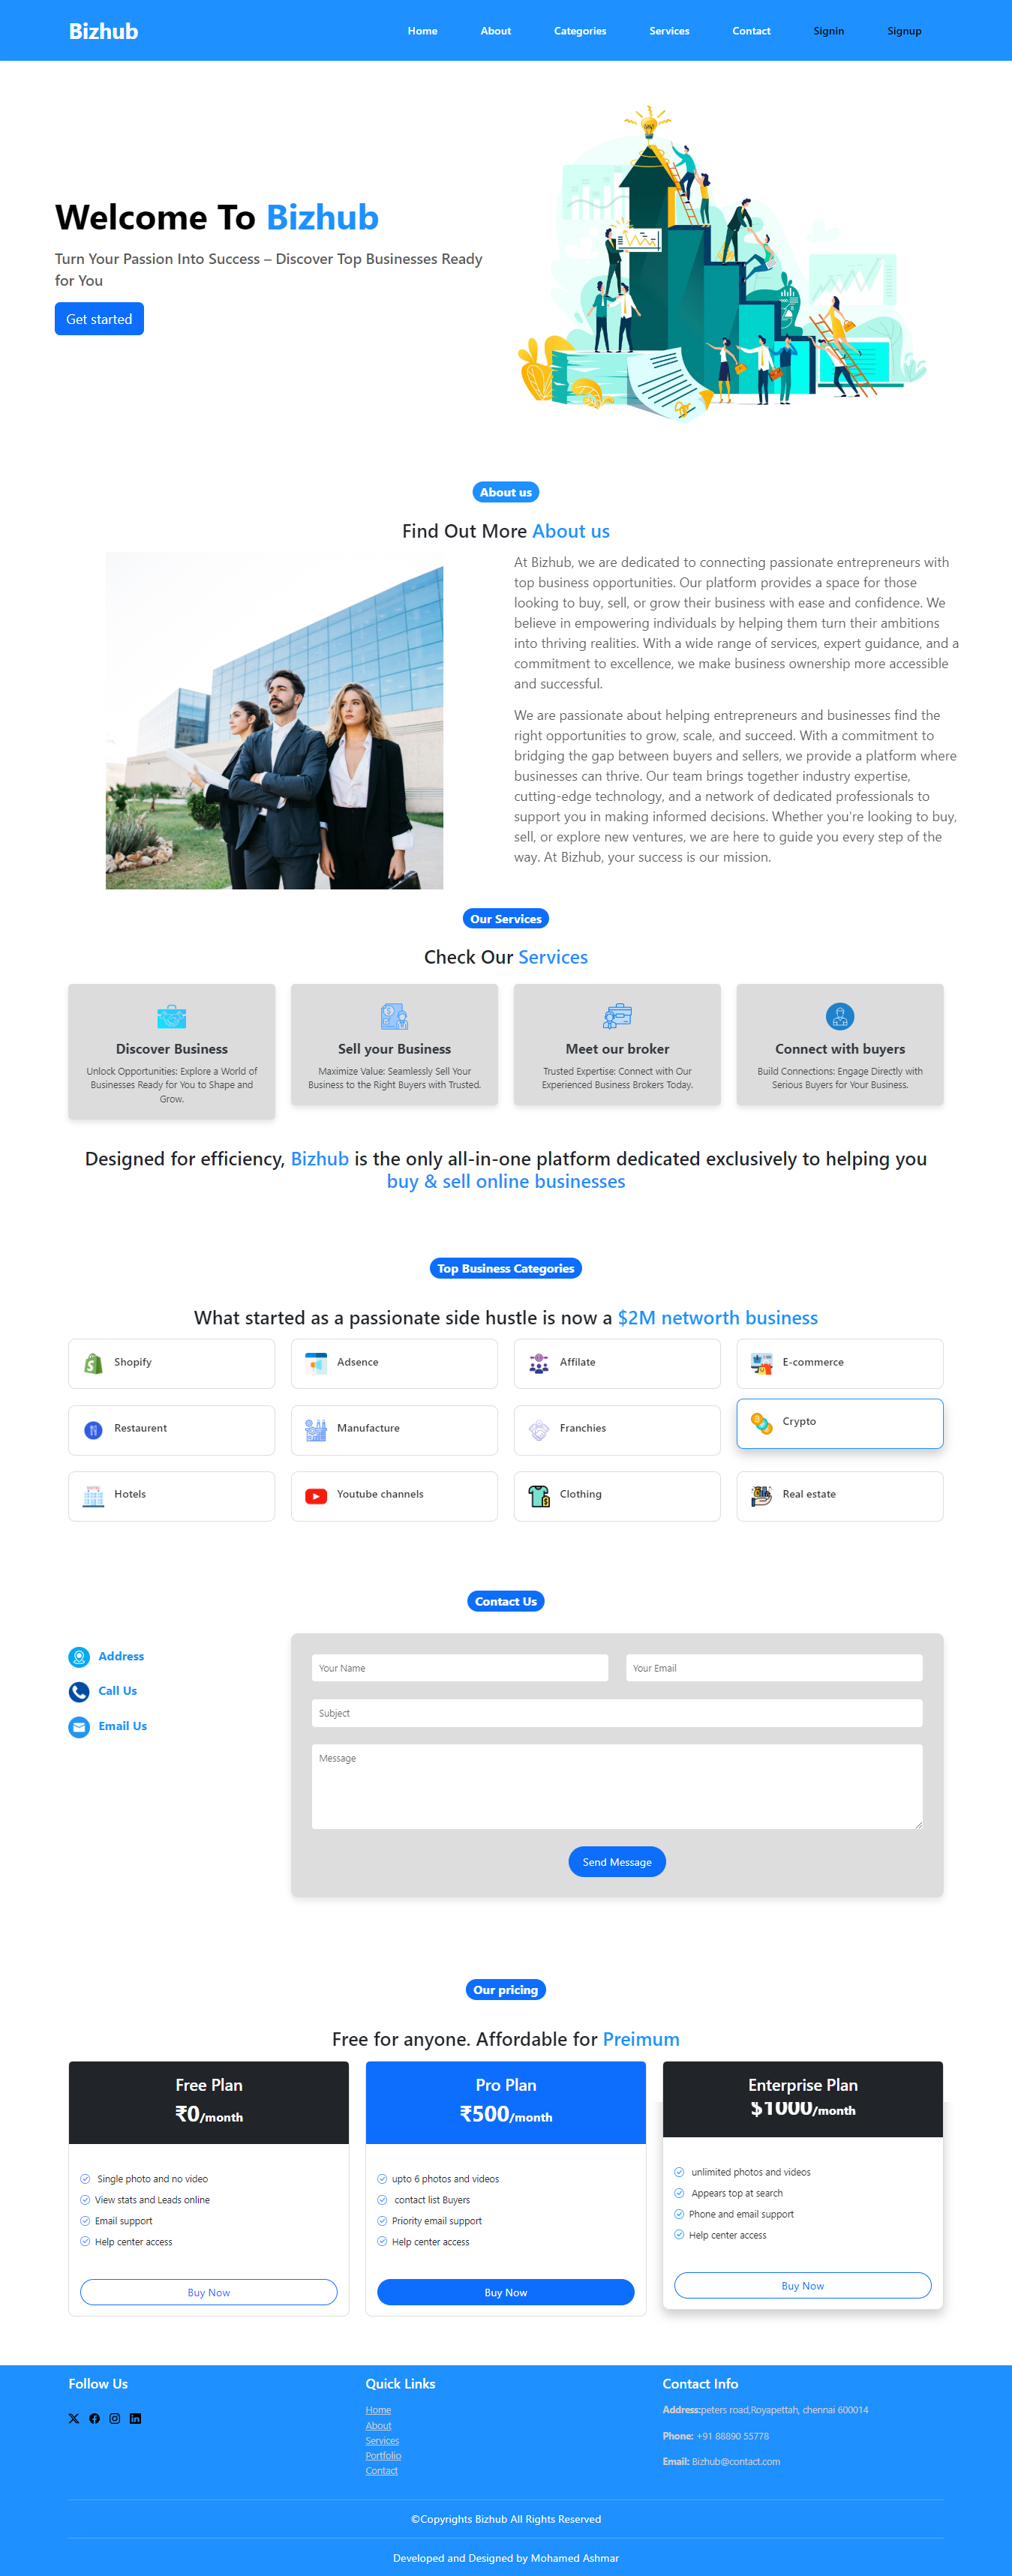 Bizhub
Home About Categories Services Contact Signin Signup
Welcome To Bizhub
Turn Your Passion Into Success – Discover Top Businesses Ready
for You
Get started
About us
Find Out More About us
At Bizhub, we are dedicated to connecting passionate entrepreneurs with
top business opportunities. Our platform provides a space for those
looking to buy, sell, or grow their business with ease and confidence. We
believe in empowering individuals by helping them turn their ambitions
into thriving realities. With a wide range of services, expert guidance, and a
commitment to excellence, we make business ownership more accessible
and successful.
We are passionate about helping entrepreneurs and businesses find the
right opportunities to grow, scale, and succeed. With a commitment to
bridging the gap between buyers and sellers, we provide a platform where
businesses can thrive. Our team brings together industry expertise,
cutting-edge technology, and a network of dedicated professionals to
support you in making informed decisions. Whether you're looking to buy,
sell, or explore new ventures, we are here to guide you every step of the
way. At Bizhub, your success is our mission.
Our Services
Check Our Services
Discover Business
Unlock Opportunities: Explore a World of
Businesses Ready for You to Shape and
Grow.
Sell your Business
Maximize Value: Seamlessly Sell Your
Business to the Right Buyers with Trusted.
Meet our broker
Trusted Expertise: Connect with Our
Experienced Business Brokers Today.
Connect with buyers
Build Connections: Engage Directly with
Serious Buyers for Your Business.
Designed for efficiency, Bizhub is the only all-in-one platform dedicated exclusively to helping you
buy & sell online businesses
Top Business Categories
What started as a passionate side hustle is now a $2M networth business
Shopify
Adsence
Affilate
E-commerce
Restaurent
Manufacture
Franchies
Crypto
Hotels
Youtube channels
Clothing
Real estate
Contact Us
Address
Call Us
Email Us
Your Name
Your Email
Subject
Message
Send Message
Our pricing
Free for anyone. Affordable for Preimum
Free Plan
₹0/month
Single photo and no video
View stats and Leads online
Email support
Help center access
Buy Now
Pro Plan
₹500/month
upto 6 photos and videos
contact list Buyers
Priority email support
Help center access
Buy Now
Enterprise Plan
$1000/month
unlimited photos and videos
Appears top at search
Phone and email support
Help center access
Buy Now
Follow Us
Quick Links
Home
About
Services
Portfolio
Contact
Contact Info
Address:peters road,Royapettah, chennai 600014
Phone: +91 88890 55778
Email: Bizhub@contact.com
©Copyrights Bizhub All Rights Reserved
Developed and Designed by Mohamed Ashmar